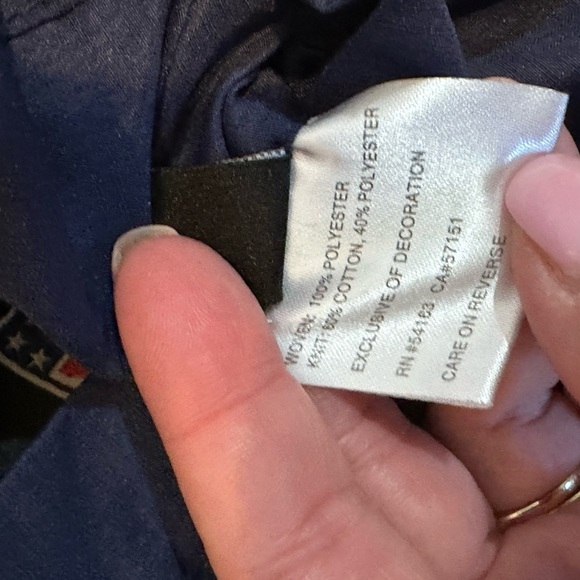 WOVEN: 100% POLYESTER
KNIT: 60% COTTON, 40% POLYESTER
EXCLUSIVE OF DECORATION
RN #54163 CA#57151
CARE ON REVERSE